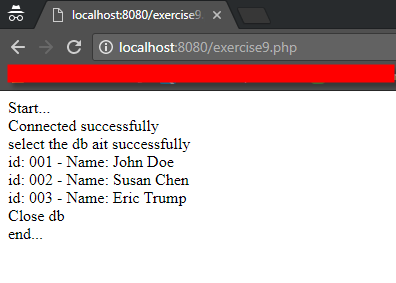 localhost:8080/exercise9.
localhost:8080/exercise9.php
Start...
Connected successfully
select the db ait successfully
id: 001 - Name: John Doe
id: 002 - Name: Susan Chen
id: 003 - Name: Eric Trump
Close db
end...